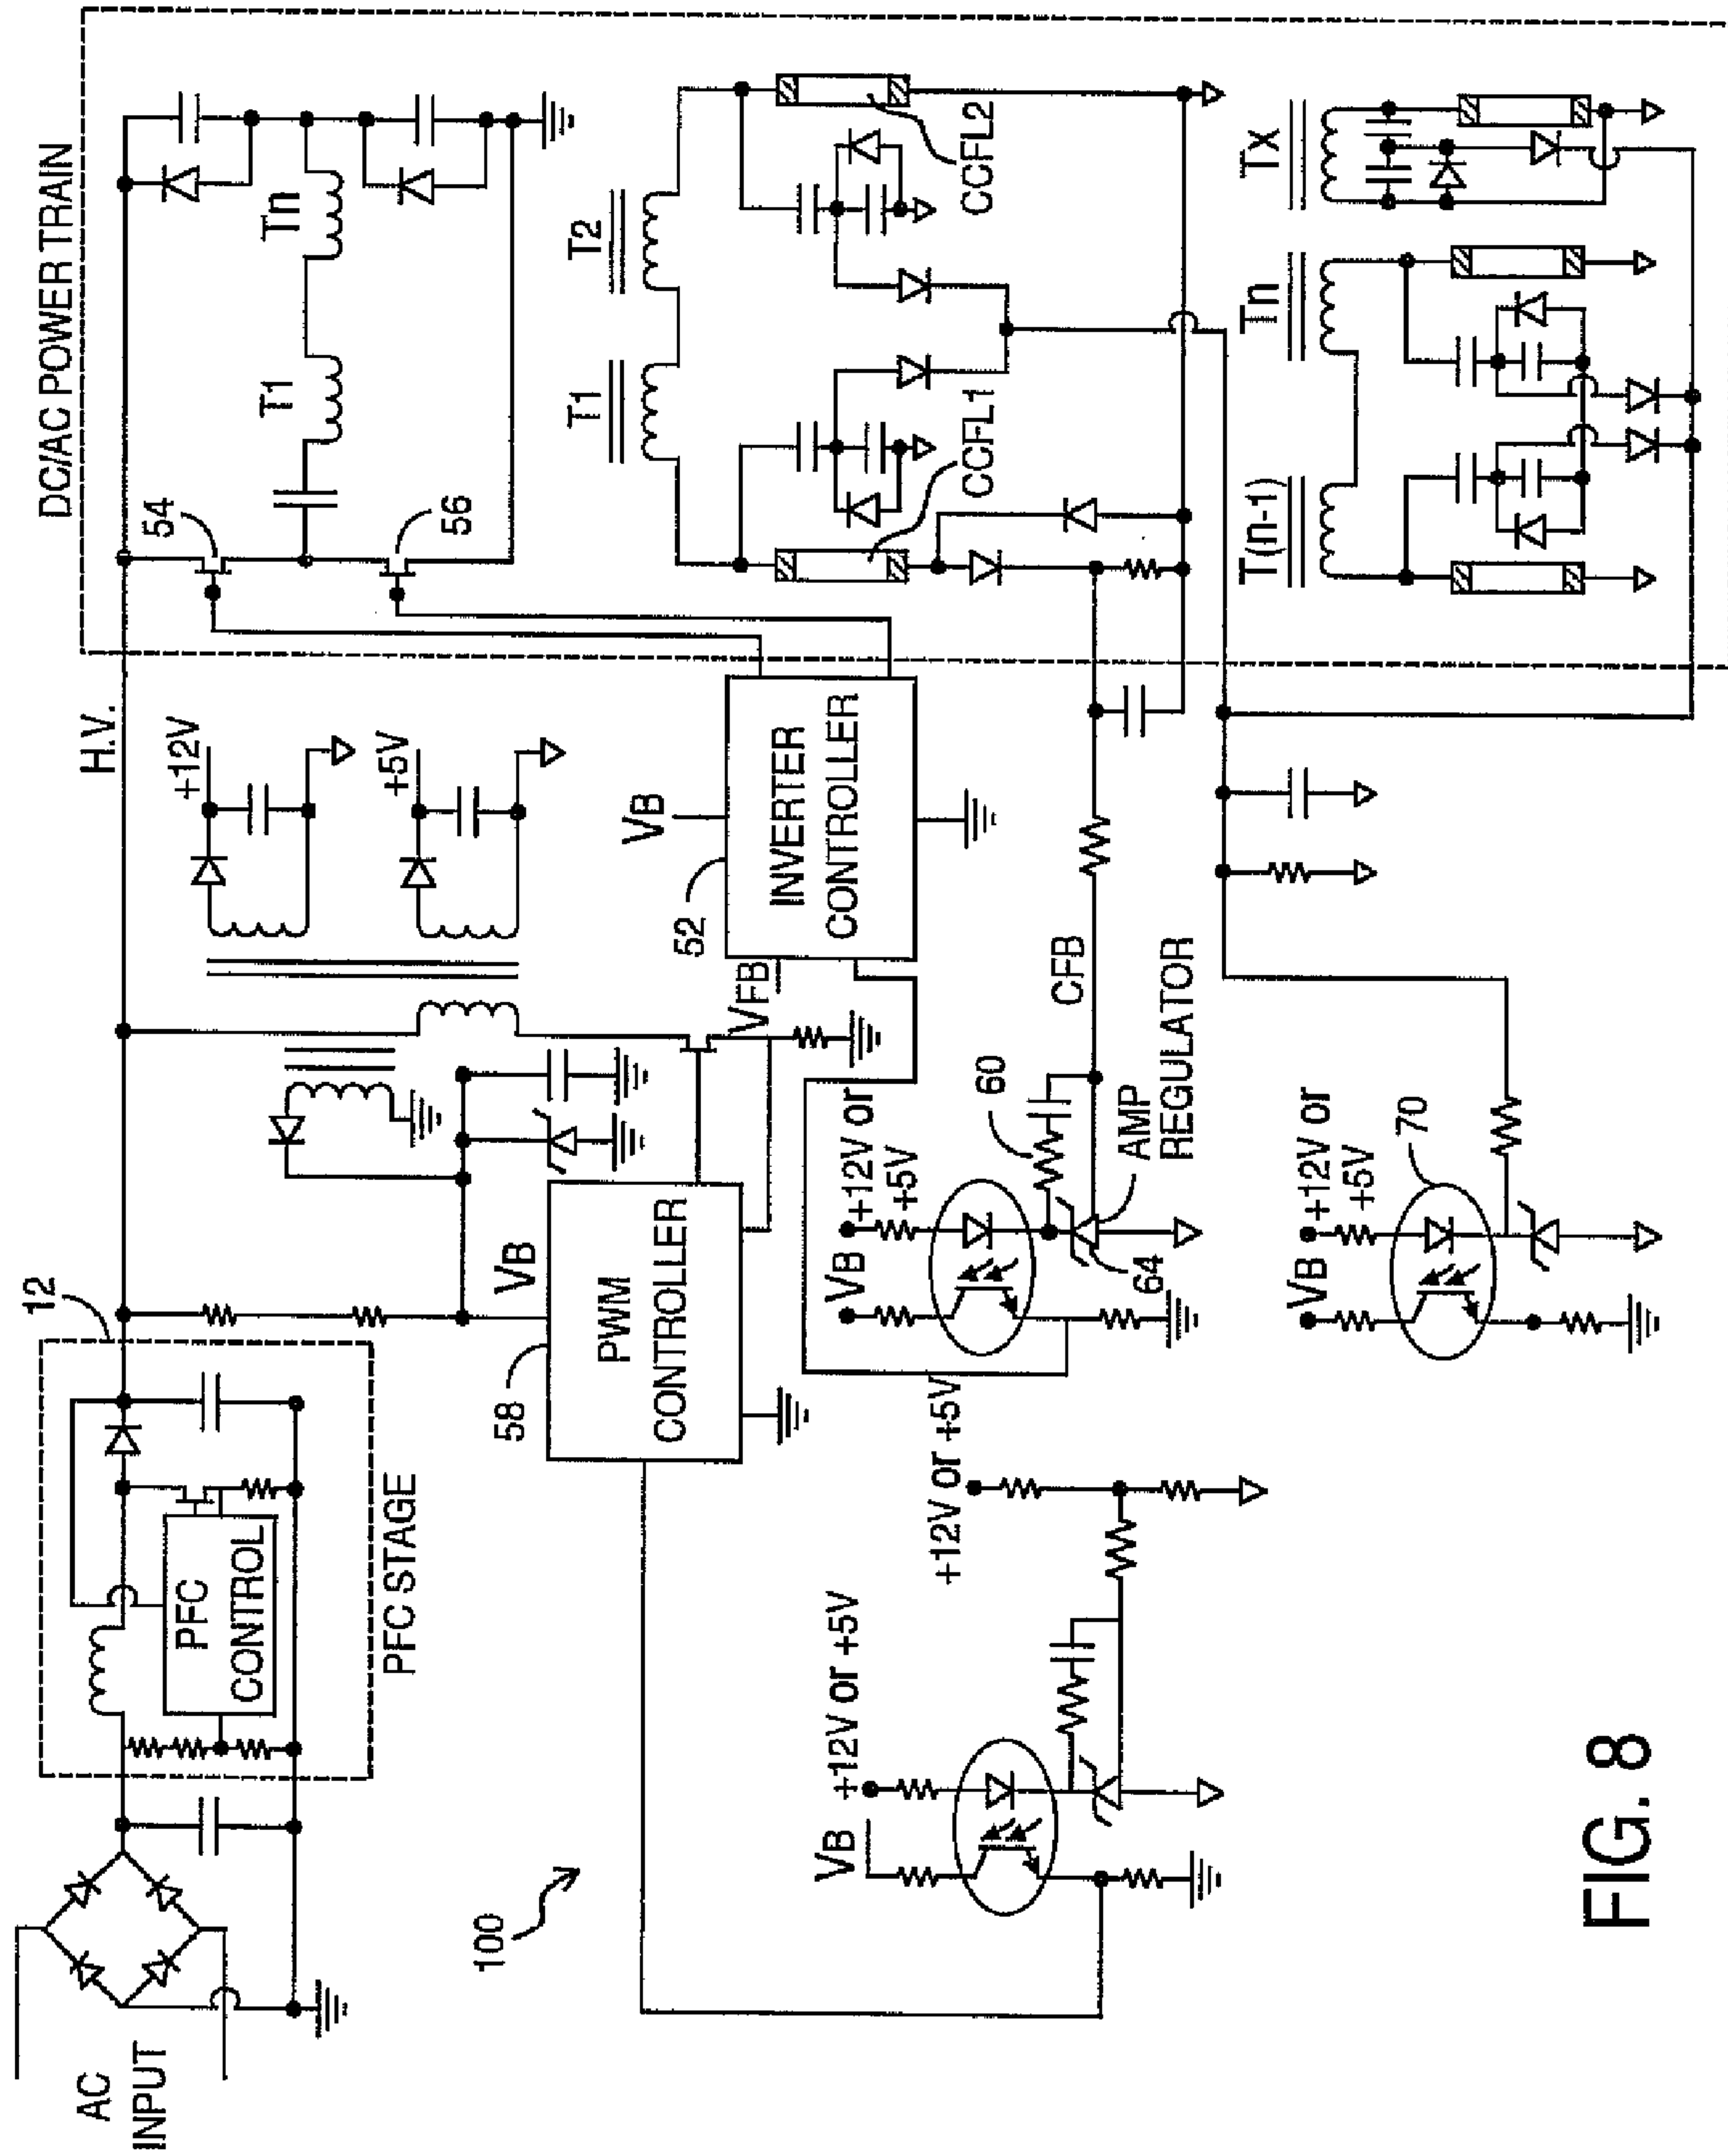 DC/AC POWER TRAIN
H.V.
12
AC
INPUT
PFC
CONTROL
PFC STAGE
+12V
+5V
54
56
T1
Tn
T1
T2
CCFL1
CCFL2
T(n-1)
Tn
Tx
100
58
VB
PWM
CONTROLLER
VFB
52
VB
INVERTER
CONTROLLER
VB
+12V or
+5V
60
64
AMP
REGULATOR
CFB
VB
+12V or +5V
+12V or +5V
VB
+12V or
+5V
70
FIG. 8